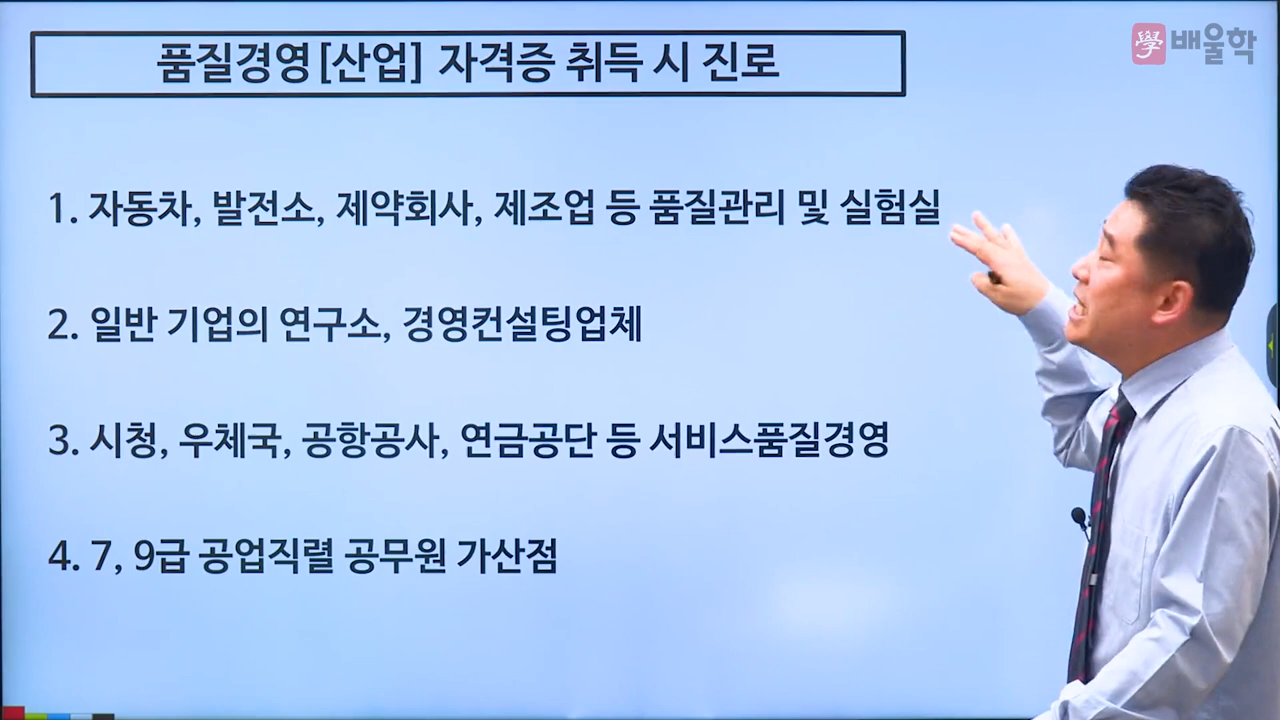 품질경영[산업] 자격증 취득 시 진로
學 배울학
1. 자동차, 발전소, 제약회사, 제조업 등 품질관리 및 실험실
2. 일반 기업의 연구소, 경영컨설팅업체
3. 시청, 우체국, 공항공사, 연금공단 등 서비스품질경영
4. 7, 9급 공업직렬 공무원 가산점